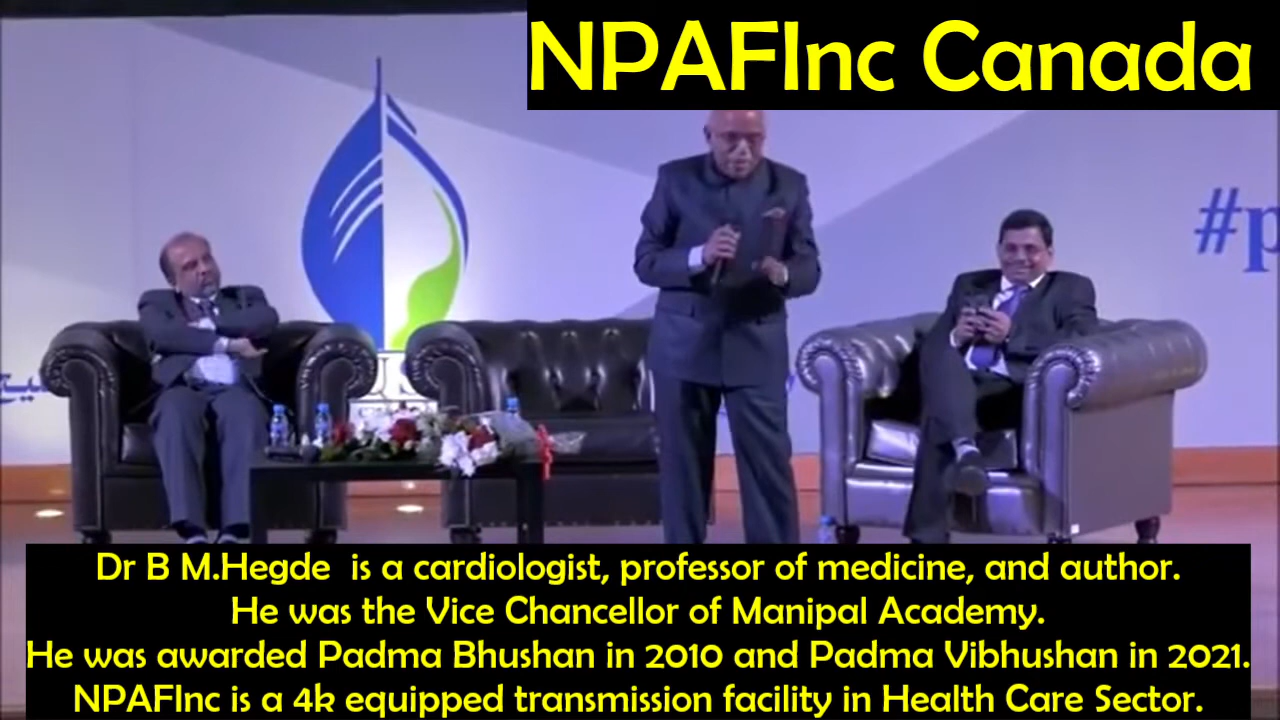 NPAFInc Canada
#p
Dr B M.Hegde is a cardiologist, professor of medicine, and author.
He was the Vice Chancellor of Manipal Academy.
He was awarded Padma Bhushan in 2010 and Padma Vibhushan in 2021.
NPAFInc is a 4k equipped transmission facility in Health Care Sector.